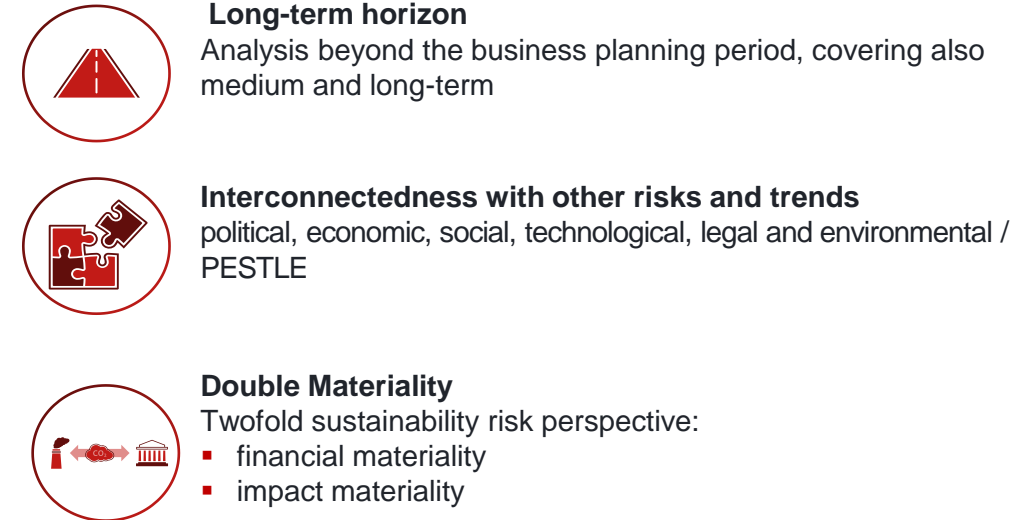 Long-term horizon
Analysis beyond the business planning period, covering also
medium and long-term
Interconnectedness with other risks and trends
political, economic, social, technological, legal and environmental /
PESTLE
Double Materiality
Twofold sustainability risk perspective:
▪ financial materiality
▪ impact materiality
CO₂